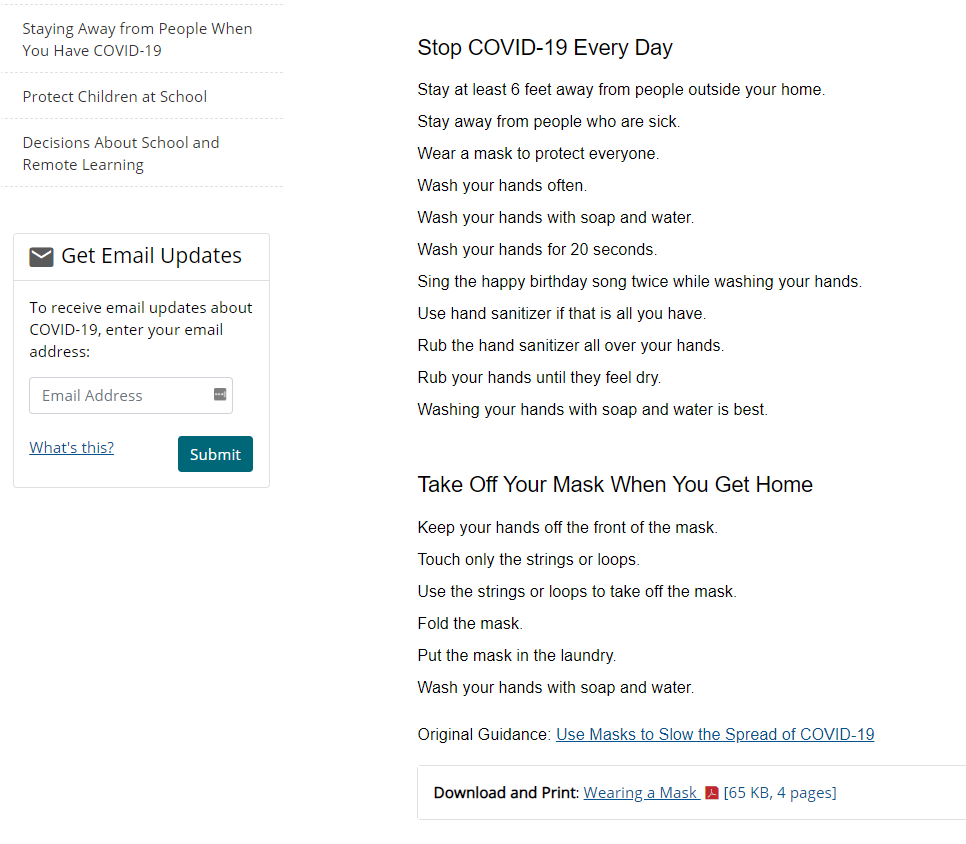 Staying Away from People When
You Have COVID-19
Protect Children at School
Decisions About School and
Remote Learning
Get Email Updates
To receive email updates about
COVID-19, enter your email
address:
Email Address
What's this?
Submit
Stop COVID-19 Every Day
Stay at least 6 feet away from people outside your home.
Stay away from people who are sick.
Wear a mask to protect everyone.
Wash your hands often.
Wash your hands with soap and water.
Wash your hands for 20 seconds.
Sing the happy birthday song twice while washing your hands.
Use hand sanitizer if that is all you have.
Rub the hand sanitizer all over your hands.
Rub your hands until they feel dry.
Washing your hands with soap and water is best.
Take Off Your Mask When You Get Home
Keep your hands off the front of the mask.
Touch only the strings or loops.
Use the strings or loops to take off the mask.
Fold the mask.
Put the mask in the laundry.
Wash your hands with soap and water.
Original Guidance: Use Masks to Slow the Spread of COVID-19
Download and Print: Wearing a Mask [65 KB, 4 pages]